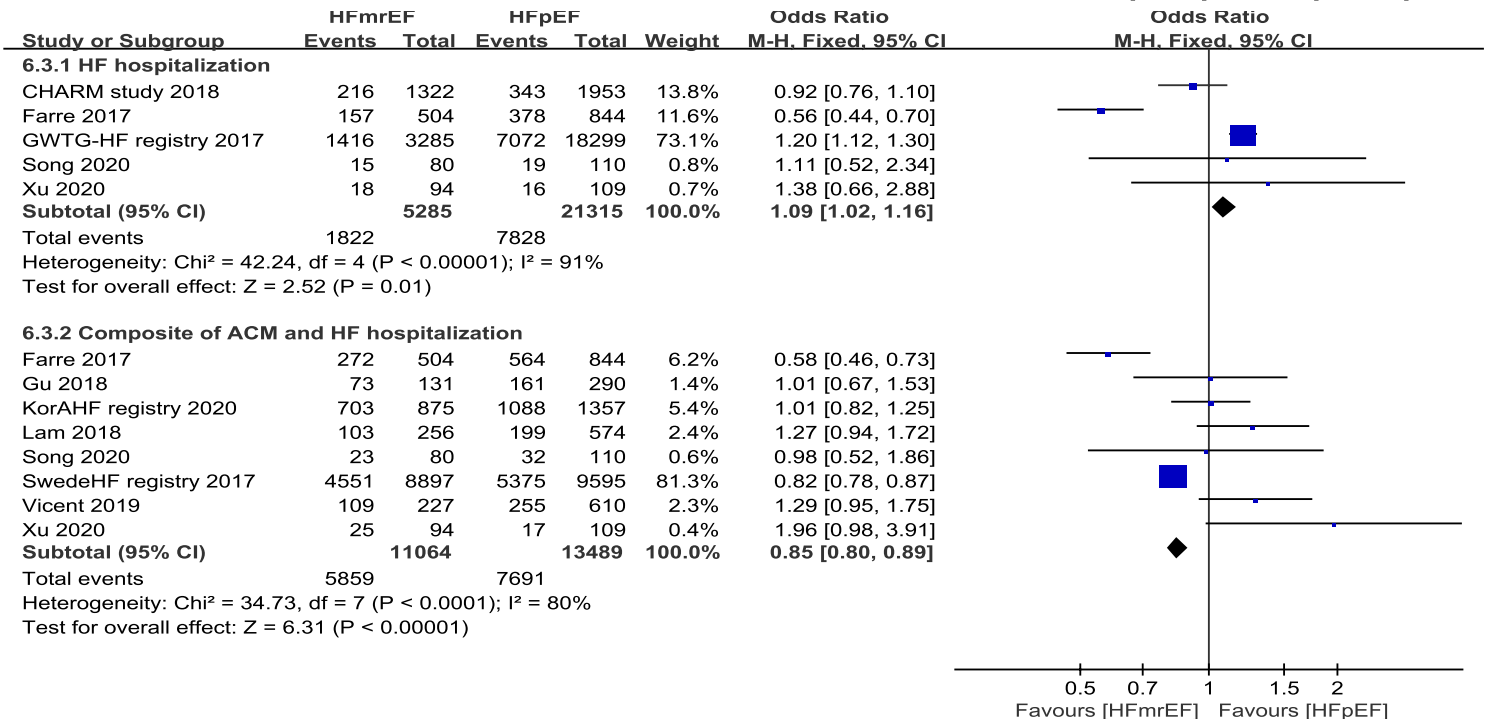 HFmrEF HFpEF Odds Ratio Odds Ratio
Study or Subgroup Events Total Events Total Weight M-H, Fixed, 95% CI M-H, Fixed, 95% CI
6.3.1 HF hospitalization
CHARM study 2018 216 1322 343 1953 13.8% 0.92 [0.76, 1.10]
Farre 2017 157 504 378 844 11.6% 0.56 [0.44, 0.70]
GWTG-HF registry 2017 1416 3285 7072 18299 73.1% 1.20 [1.12, 1.30]
Song 2020 15 80 19 110 0.8% 1.11 [0.52, 2.34]
Xu 2020 18 94 16 109 0.7% 1.38 [0.66, 2.88]
Subtotal (95% CI) 5285 21315 100.0% 1.09 [1.02, 1.16]
Total events 1822 7828
Heterogeneity: Chi² = 42.24, df = 4 (P < 0.00001); I² = 91%
Test for overall effect: Z = 2.52 (P = 0.01)
6.3.2 Composite of ACM and HF hospitalization
Farre 2017 272 504 564 844 6.2% 0.58 [0.46, 0.73]
Gu 2018 73 131 161 290 1.4% 1.01 [0.67, 1.53]
KorAHF registry 2020 703 875 1088 1357 5.4% 1.01 [0.82, 1.25]
Lam 2018 103 256 199 574 2.4% 1.27 [0.94, 1.72]
Song 2020 23 80 32 110 0.6% 0.98 [0.52, 1.86]
SwedeHF registry 2017 4551 8897 5375 9595 81.3% 0.82 [0.78, 0.87]
Vicent 2019 109 227 255 610 2.3% 1.29 [0.95, 1.75]
Xu 2020 25 94 17 109 0.4% 1.96 [0.98, 3.91]
Subtotal (95% CI) 11064 13489 100.0% 0.85 [0.80, 0.89]
Total events 5859 7691
Heterogeneity: Chi² = 34.73, df = 7 (P < 0.0001); I² = 80%
Test for overall effect: Z = 6.31 (P < 0.00001)
0.5 0.7 1 1.5 2
Favours [HFmrEF] Favours [HFpEF]